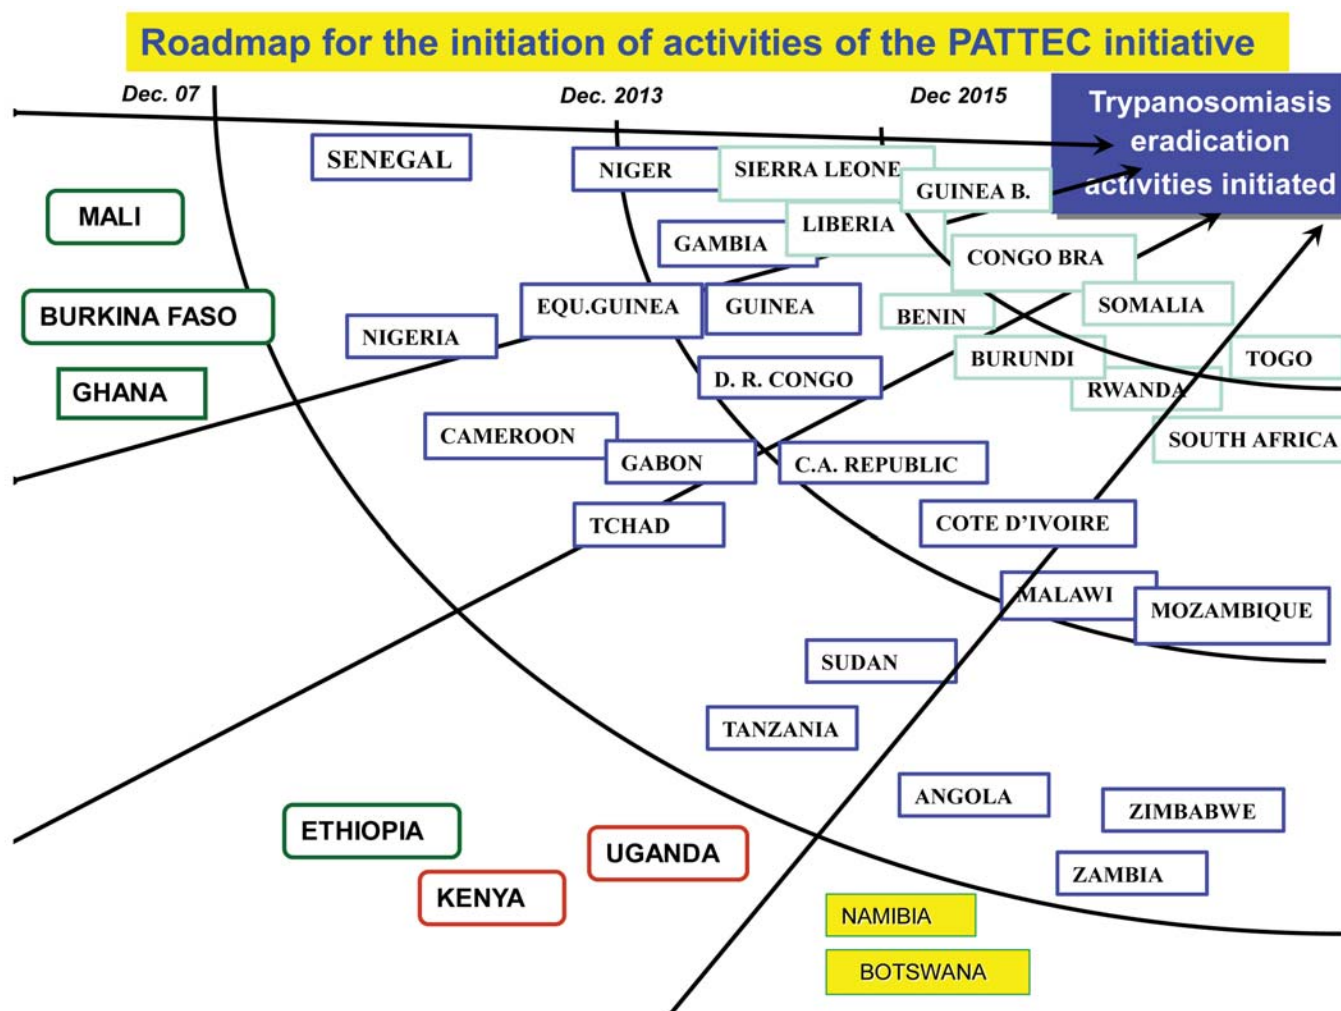 Roadmap for the initiation of activities of the PATTEC initiative
Dec. 07
Dec. 2013
Dec 2015
Trypanosomiasis
eradication
activities initiated
SENEGAL
NIGER
SIERRA LEONE
GUINEA B.
MALI
LIBERIA
GAMBIA
CONGO BRA
BURKINA FASO
EQU.GUINEA
GUINEA
BENIN
SOMALIA
NIGERIA
BURUNDI
TOGO
GHANA
D. R. CONGO
RWANDA
CAMEROON
SOUTH AFRICA
GABON
C.A. REPUBLIC
TCHAD
COTE D'IVOIRE
MALAWI
MOZAMBIQUE
SUDAN
TANZANIA
ANGOLA
ZIMBABWE
ETHIOPIA
UGANDA
ZAMBIA
KENYA
NAMIBIA
BOTSWANA